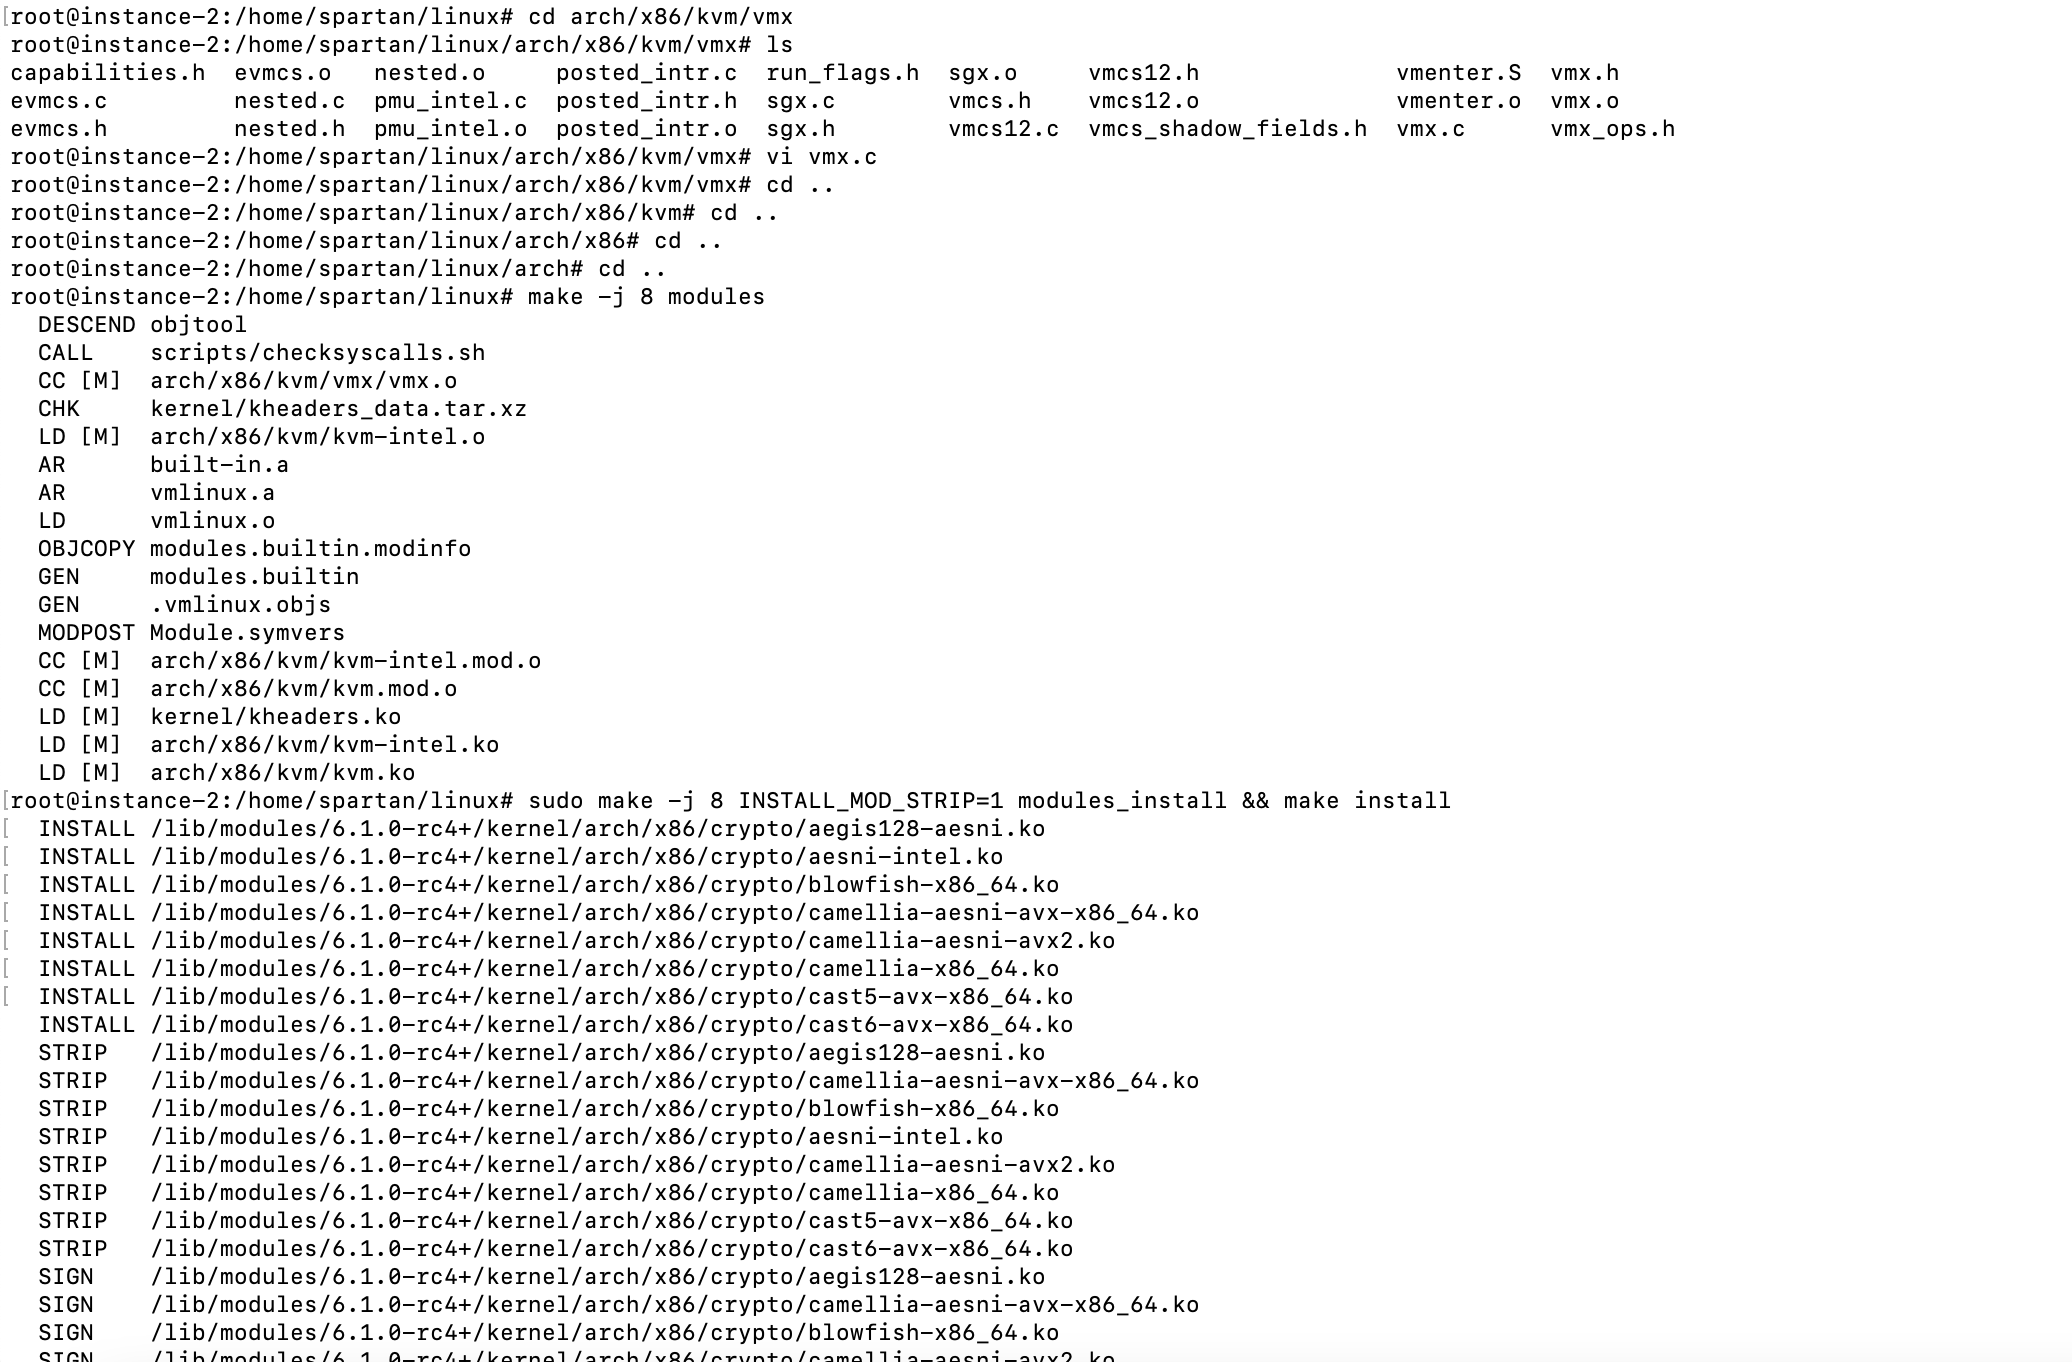 [root@instance-2:/home/spartan/linux# cd arch/x86/kvm/vmx
root@instance-2:/home/spartan/linux/arch/x86/kvm/vmx# ls
capabilities.h  evmcs.o   nested.o     posted_intr.c  run_flags.h  sgx.o     vmcs12.h              vmenter.S  vmx.h
evmcs.c         nested.c  pmu_intel.c  posted_intr.h  sgx.c        vmcs.h    vmcs12.o              vmenter.o  vmx.o
evmcs.h         nested.h  pmu_intel.o  posted_intr.o  sgx.h        vmcs12.c  vmcs_shadow_fields.h  vmx.c      vmx_ops.h
root@instance-2:/home/spartan/linux/arch/x86/kvm/vmx# vi vmx.c
root@instance-2:/home/spartan/linux/arch/x86/kvm/vmx# cd ..
root@instance-2:/home/spartan/linux/arch/x86/kvm# cd ..
root@instance-2:/home/spartan/linux/arch/x86# cd ..
root@instance-2:/home/spartan/linux/arch# cd ..
root@instance-2:/home/spartan/linux# make -j 8 modules
  DESCEND objtool
  CALL    scripts/checksyscalls.sh
  CC [M]  arch/x86/kvm/vmx/vmx.o
  CHK     kernel/kheaders_data.tar.xz
  LD [M]  arch/x86/kvm/kvm-intel.o
  AR      built-in.a
  AR      vmlinux.a
  LD      vmlinux.o
  OBJCOPY modules.builtin.modinfo
  GEN     modules.builtin
  GEN     .vmlinux.objs
  MODPOST Module.symvers
  CC [M]  arch/x86/kvm/kvm-intel.mod.o
  CC [M]  arch/x86/kvm/kvm.mod.o
  LD [M]  kernel/kheaders.ko
  LD [M]  arch/x86/kvm/kvm-intel.ko
  LD [M]  arch/x86/kvm/kvm.ko
[root@instance-2:/home/spartan/linux# sudo make -j 8 INSTALL_MOD_STRIP=1 modules_install && make install
[  INSTALL /lib/modules/6.1.0-rc4+/kernel/arch/x86/crypto/aegis128-aesni.ko
[  INSTALL /lib/modules/6.1.0-rc4+/kernel/arch/x86/crypto/aesni-intel.ko
[  INSTALL /lib/modules/6.1.0-rc4+/kernel/arch/x86/crypto/blowfish-x86_64.ko
[  INSTALL /lib/modules/6.1.0-rc4+/kernel/arch/x86/crypto/camellia-aesni-avx-x86_64.ko
[  INSTALL /lib/modules/6.1.0-rc4+/kernel/arch/x86/crypto/camellia-aesni-avx2.ko
[  INSTALL /lib/modules/6.1.0-rc4+/kernel/arch/x86/crypto/camellia-x86_64.ko
[  INSTALL /lib/modules/6.1.0-rc4+/kernel/arch/x86/crypto/cast5-avx-x86_64.ko
  INSTALL /lib/modules/6.1.0-rc4+/kernel/arch/x86/crypto/cast6-avx-x86_64.ko
  STRIP   /lib/modules/6.1.0-rc4+/kernel/arch/x86/crypto/aegis128-aesni.ko
  STRIP   /lib/modules/6.1.0-rc4+/kernel/arch/x86/crypto/camellia-aesni-avx-x86_64.ko
  STRIP   /lib/modules/6.1.0-rc4+/kernel/arch/x86/crypto/blowfish-x86_64.ko
  STRIP   /lib/modules/6.1.0-rc4+/kernel/arch/x86/crypto/aesni-intel.ko
  STRIP   /lib/modules/6.1.0-rc4+/kernel/arch/x86/crypto/camellia-aesni-avx2.ko
  STRIP   /lib/modules/6.1.0-rc4+/kernel/arch/x86/crypto/camellia-x86_64.ko
  STRIP   /lib/modules/6.1.0-rc4+/kernel/arch/x86/crypto/cast5-avx-x86_64.ko
  STRIP   /lib/modules/6.1.0-rc4+/kernel/arch/x86/crypto/cast6-avx-x86_64.ko
  SIGN    /lib/modules/6.1.0-rc4+/kernel/arch/x86/crypto/aegis128-aesni.ko
  SIGN    /lib/modules/6.1.0-rc4+/kernel/arch/x86/crypto/camellia-aesni-avx-x86_64.ko
  SIGN    /lib/modules/6.1.0-rc4+/kernel/arch/x86/crypto/blowfish-x86_64.ko
  SIGN    /lib/modules/6.1.0-rc4+/kernel/arch/x86/crypto/camellia-aesni-avx2.ko